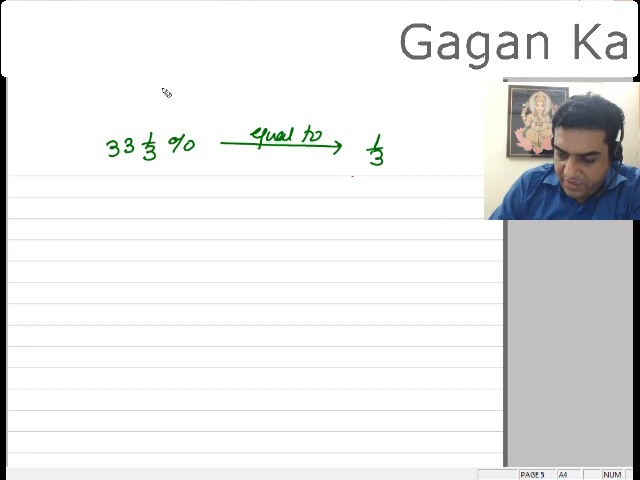 Gagan Ka
33 1/3 % equal to → 1/3
PAGE 5 A4 NUM